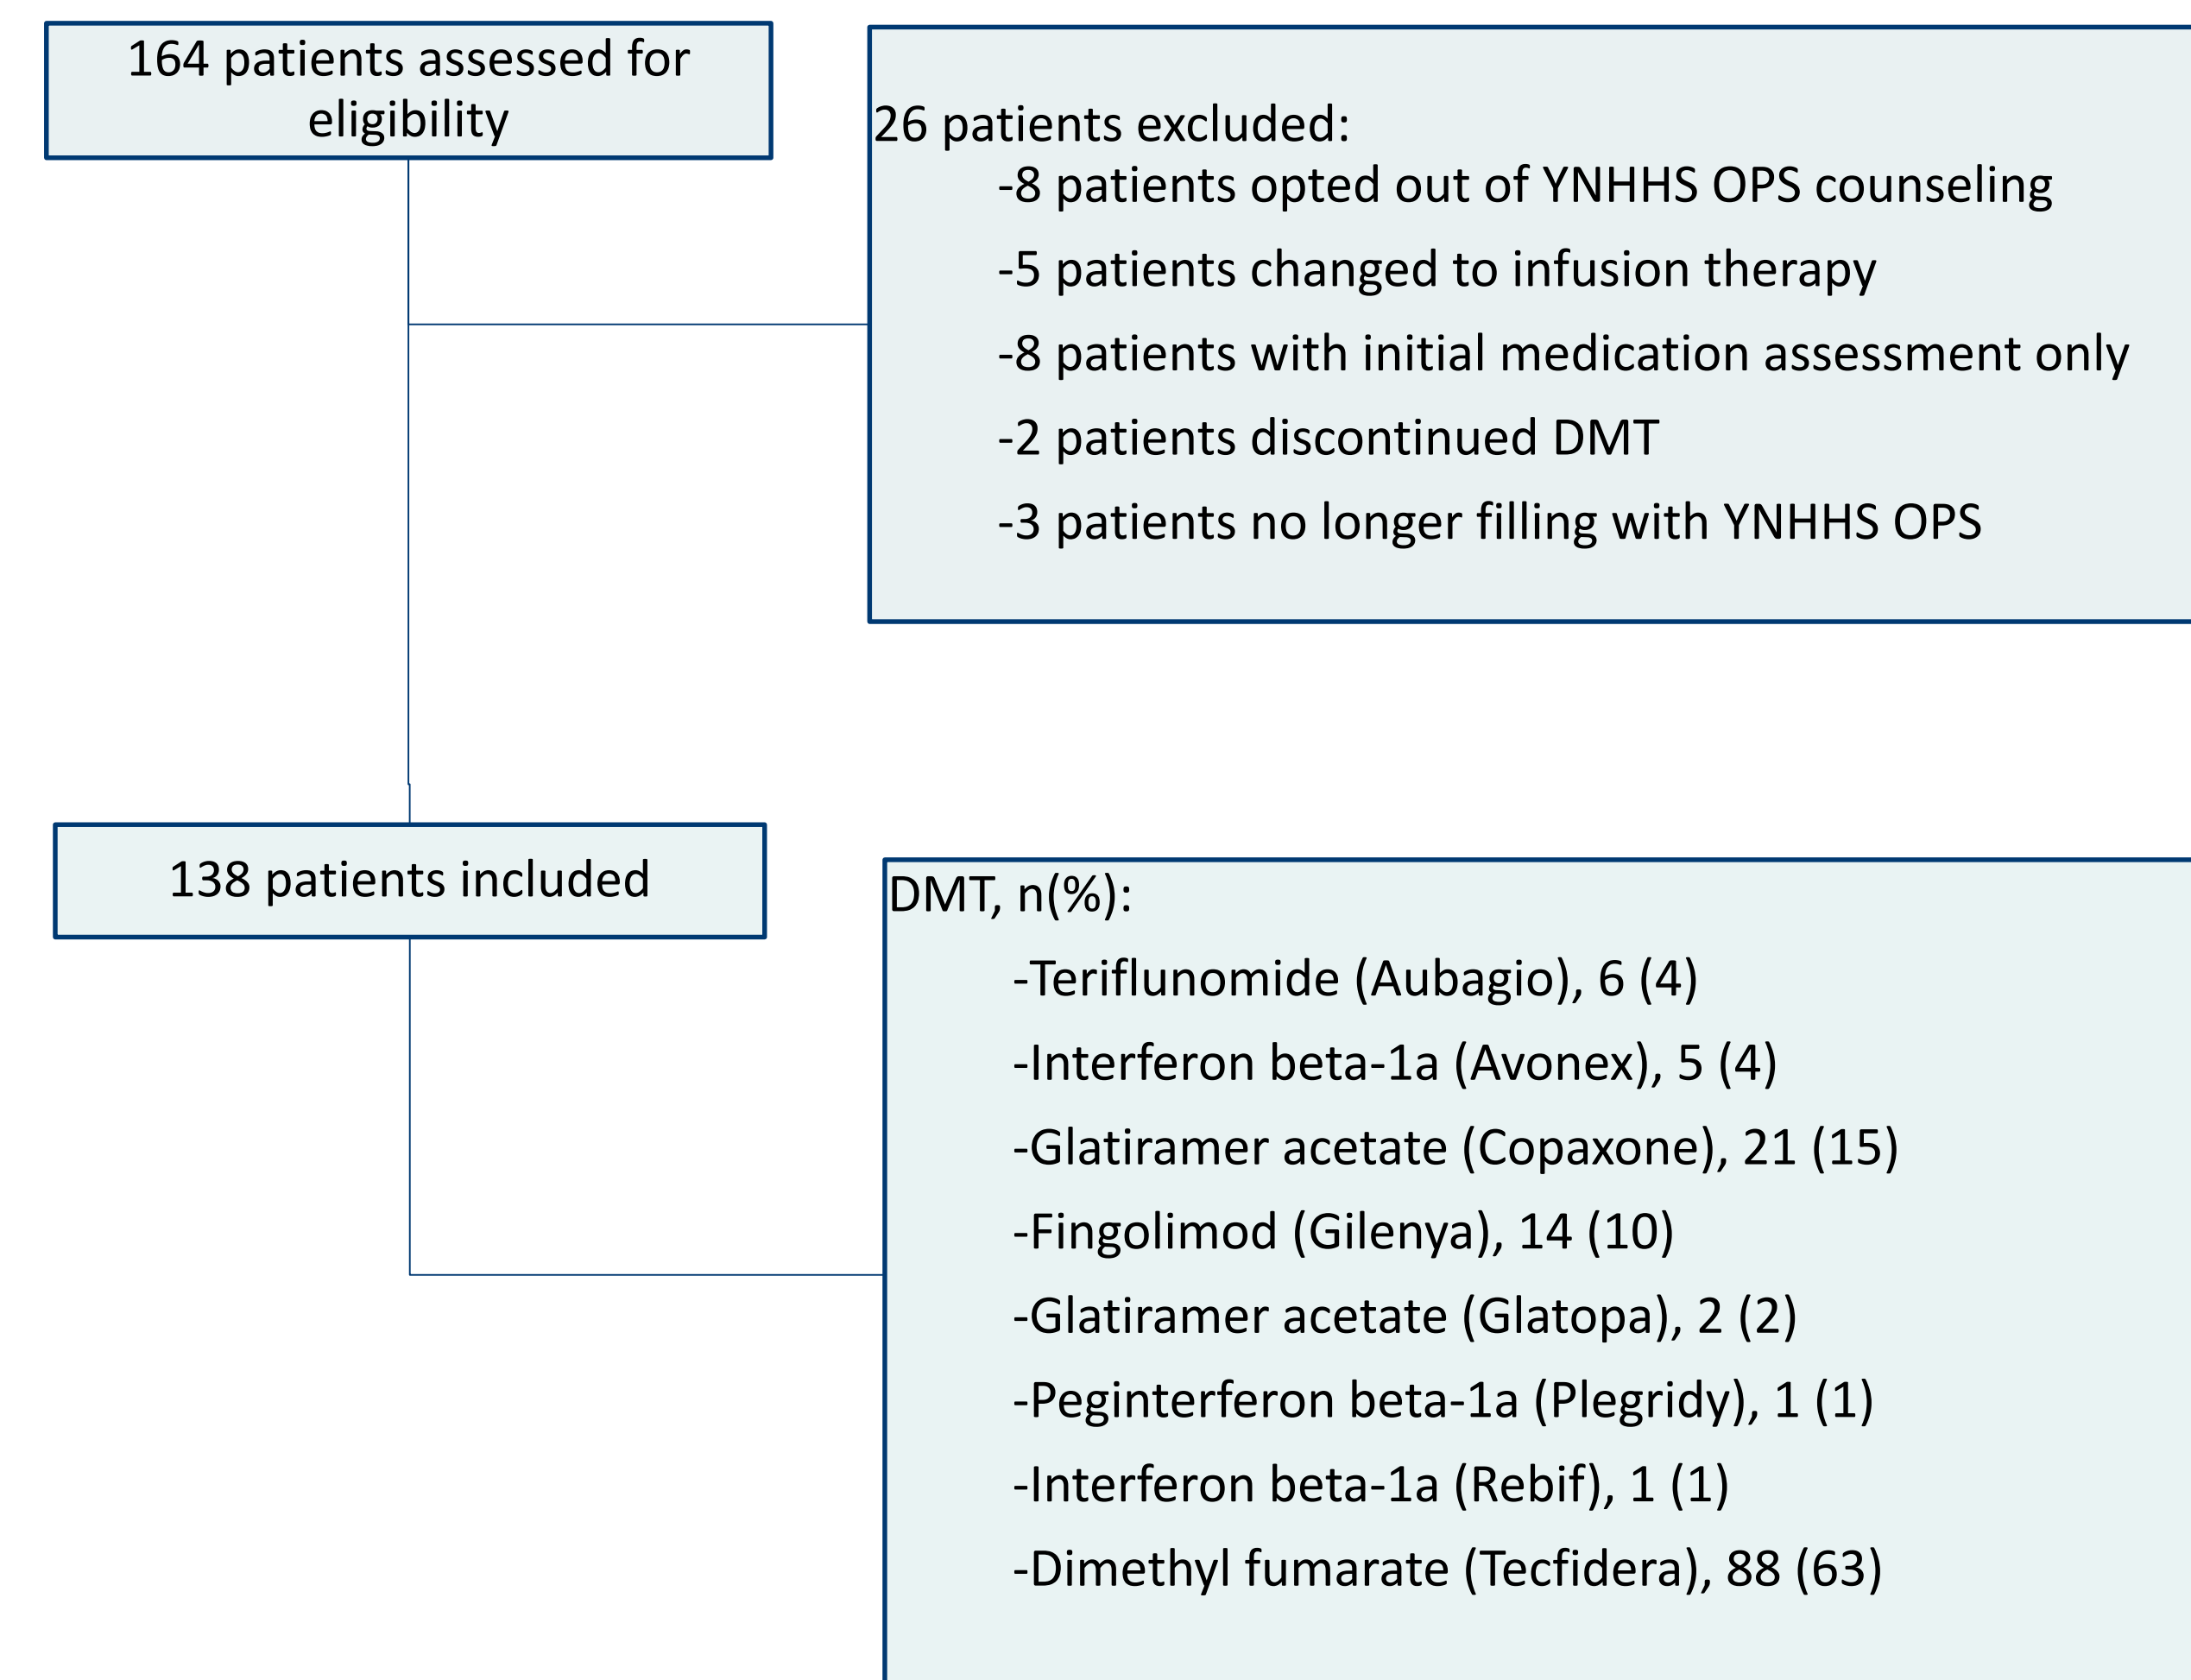 164 patients assessed for
eligibility
26 patients excluded:
-8 patients opted out of YNHHS OPS counseling
-5 patients changed to infusion therapy
-8 patients with initial medication assessment only
-2 patients discontinued DMT
-3 patients no longer filling with YNHHS OPS
138 patients included
DMT, n(%):
-Teriflunomide (Aubagio), 6 (4)
-Interferon beta-1a (Avonex), 5 (4)
-Glatiramer acetate (Copaxone), 21 (15)
-Fingolimod (Gilenya), 14 (10)
-Glatiramer acetate (Glatopa), 2 (2)
-Peginterferon beta-1a (Plegridy), 1 (1)
-Interferon beta-1a (Rebif), 1 (1)
-Dimethyl fumarate (Tecfidera), 88 (63)